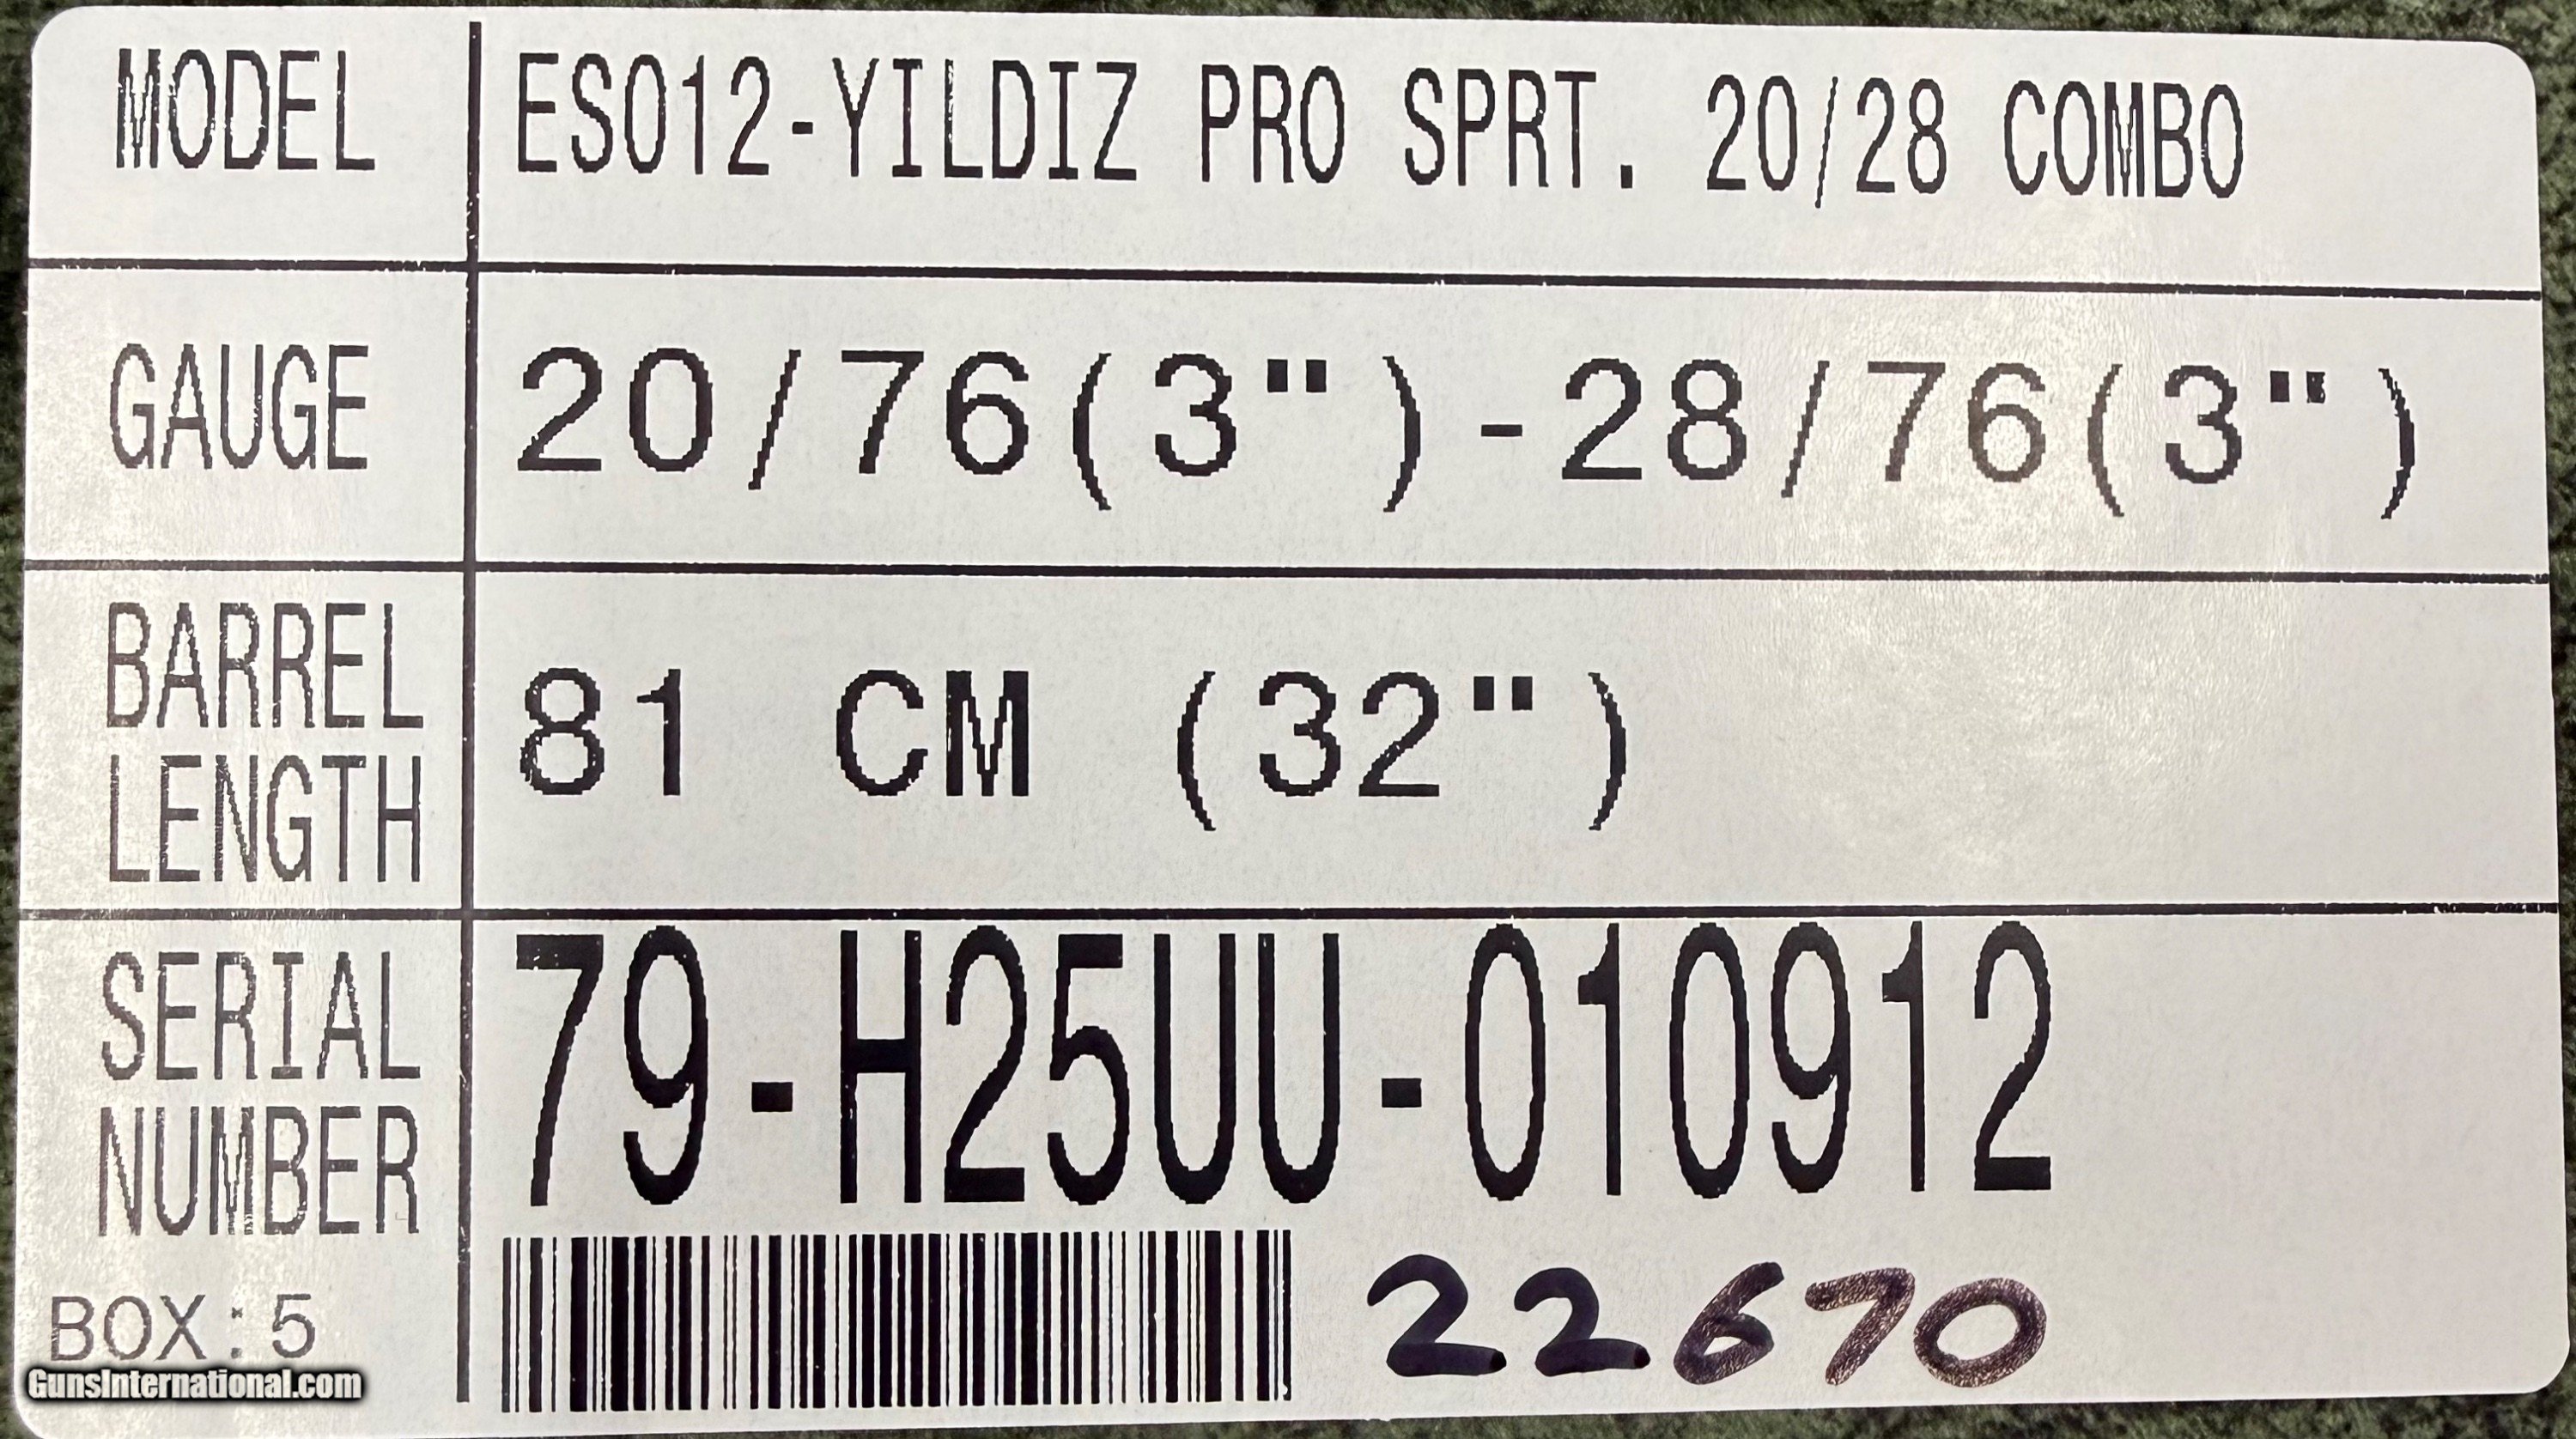 MODEL ES012-YILDIZ PRO SPRT. 20/28 COMBO
GAUGE 20/76(3")-28/76(3")
BARREL LENGTH 81 CM (32")
SERIAL NUMBER 79-H25UU-010912
BOX:5 22670
GunsInternational.com